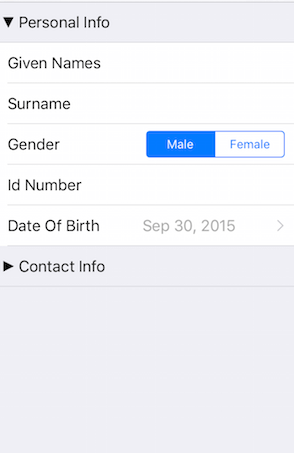 ▼ Personal Info
Given Names
Surname
Gender Male Female
Id Number
Date Of Birth Sep 30, 2015
▶ Contact Info